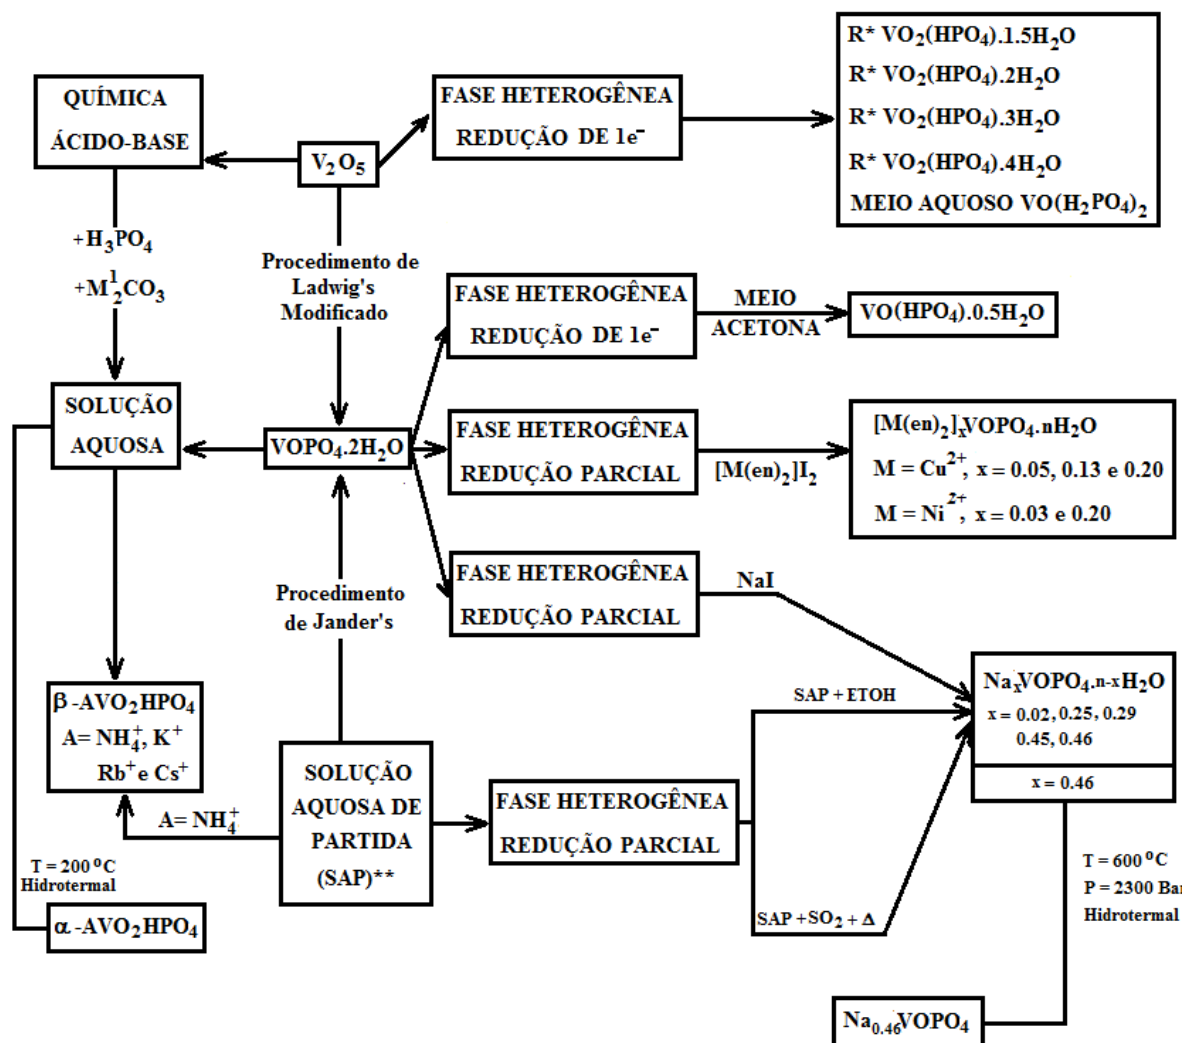 QUÍMICA
ÁCIDO-BASE
V₂O₅
FASE HETEROGÊNEA
REDUÇÃO DE 1e⁻
R* VO₂(HPO₄).1.5H₂O
R* VO₂(HPO₄).2H₂O
R* VO₂(HPO₄).3H₂O
R* VO₂(HPO₄).4H₂O
MEIO AQUOSO VO(H₂PO₄)₂
+H₃PO₄
+M¹₂CO₃
Procedimento de
Ladwig's
Modificado
FASE HETEROGÊNEA
REDUÇÃO DE 1e⁻
MEIO
ACETONA
VO(HPO₄).0.5H₂O
SOLUÇÃO
AQUOSA
VOPO₄.2H₂O
FASE HETEROGÊNEA
REDUÇÃO PARCIAL
[M(en)₂]I₂
[M(en)₂]ₓVOPO₄.nH₂O
M = Cu²⁺, x = 0.05, 0.13 e 0.20
M = Ni²⁺, x = 0.03 e 0.20
Procedimento
de Jander's
FASE HETEROGÊNEA
REDUÇÃO PARCIAL
NaI
β-AVO₂HPO₄
A= NH₄⁺, K⁺
Rb⁺ e Cs⁺
A= NH₄⁺
SOLUÇÃO
AQUOSA DE
PARTIDA
(SAP)**
FASE HETEROGÊNEA
REDUÇÃO PARCIAL
SAP + ETOH
SAP+SO₂+Δ
NaₓVOPO₄.n-xH₂O
x = 0.02, 0.25, 0.29
0.45, 0.46
x = 0.46
T = 200 ⁰C
Hidrotermal
α-AVO₂HPO₄
T = 600 ⁰C
P = 2300 Bar
Hidrotermal
Na₀.₄₆VOPO₄